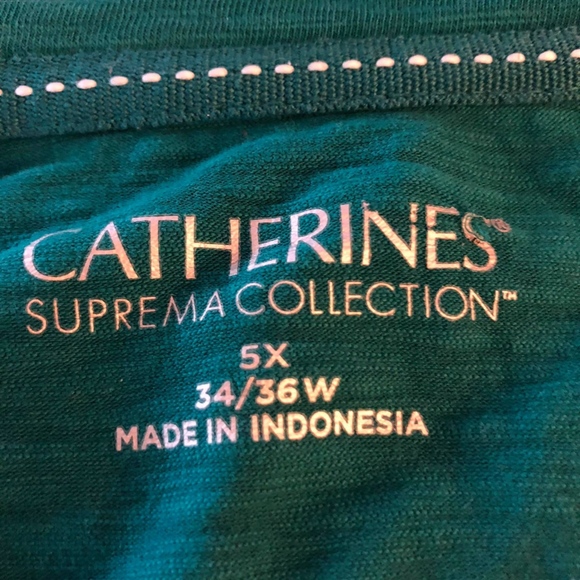 CATHERINES®
SUPREMA COLLECTION™
5X
34/36W
MADE IN INDONESIA